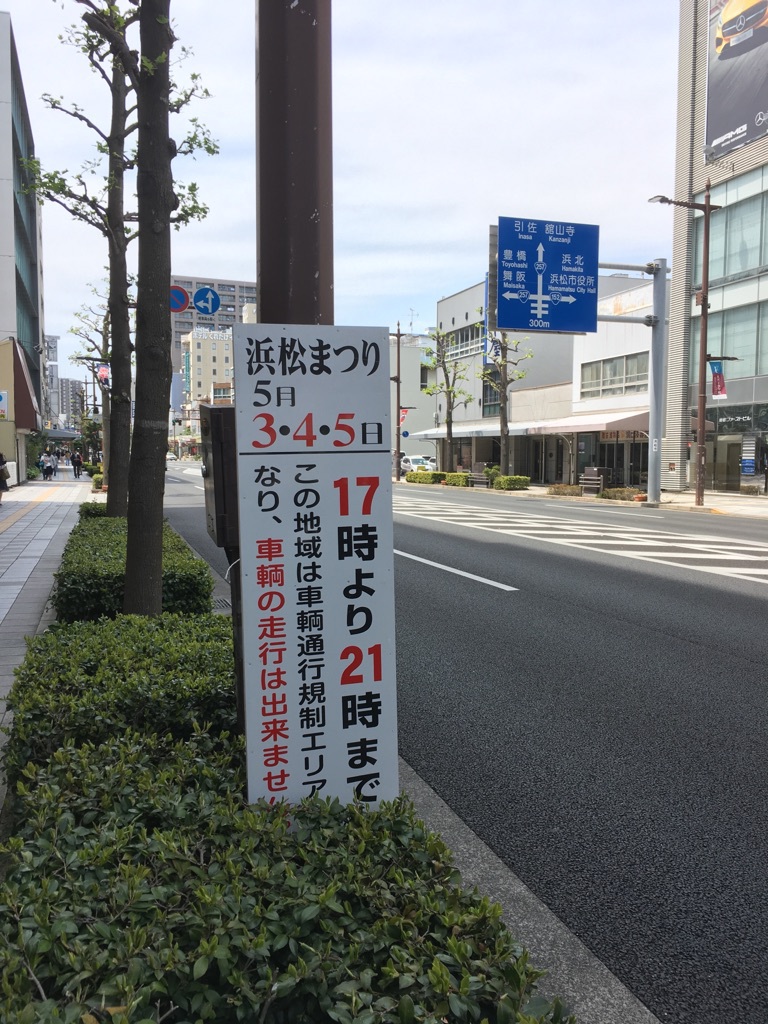 浜松まつり
5月
3・4・5日
17時より21時まで
この地域は車輌通行規制エリア
なり、車輌の走行は出来ません
引佐 舘山寺
Inasa Kanzanji
豊橋
Toyohashi
舞阪
Maisaka
浜北
Hamakita
浜松市役所
Hamamatsu City Hall
257
257
152
300m
AMG